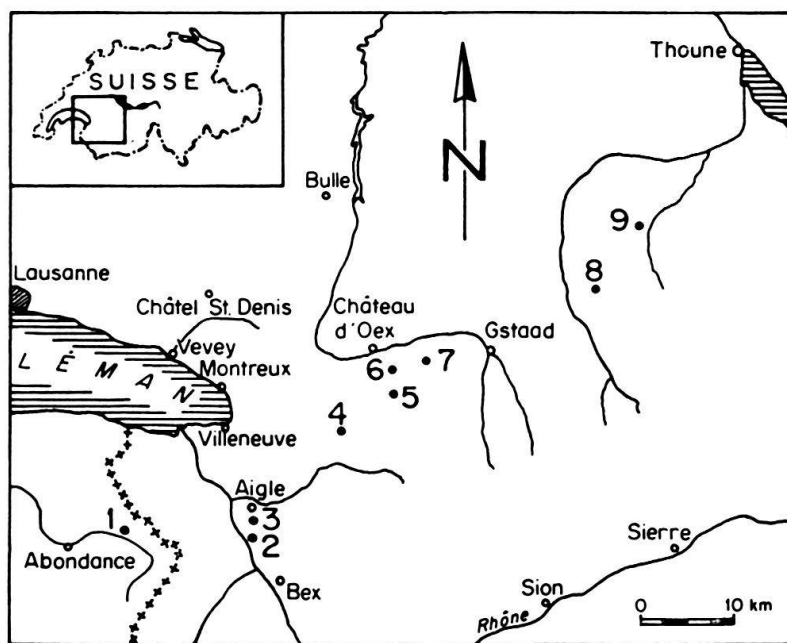 SUISSE
Thoune
N
Bulle
9
8
Lausanne
Châtel St. Denis
Château
d'Oex
Gstaad
Vevey
7
6
LÉMAN
Montreux
5
4
Villeneuve
Aigle
3
1
2
Abondance
Sierre
Bex
Sion
Rhône
0 10 km